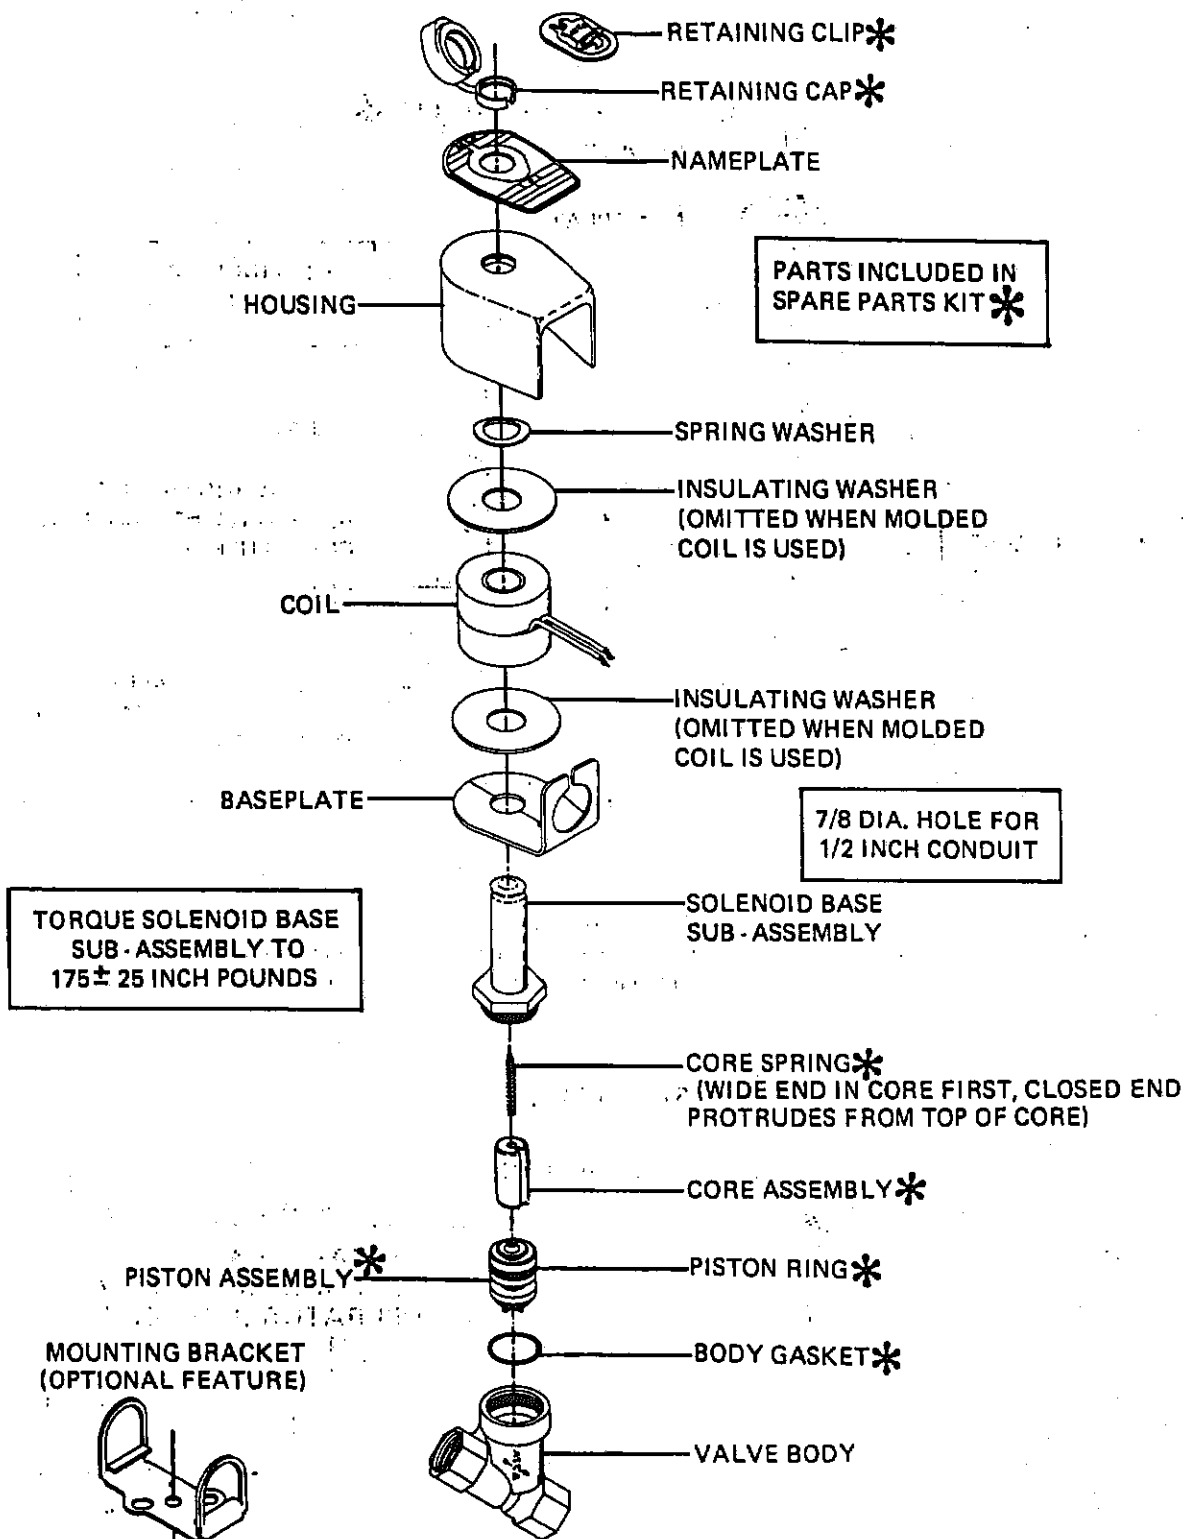 RETAINING CLIP*
RETAINING CAP*
NAMEPLATE
HOUSING
PARTS INCLUDED IN
SPARE PARTS KIT *
SPRING WASHER
INSULATING WASHER
(OMITTED WHEN MOLDED
COIL IS USED)
COIL
INSULATING WASHER
(OMITTED WHEN MOLDED
COIL IS USED)
BASEPLATE
7/8 DIA. HOLE FOR
1/2 INCH CONDUIT
TORQUE SOLENOID BASE
SUB-ASSEMBLY TO
175± 25 INCH POUNDS
SOLENOID BASE
SUB-ASSEMBLY
CORE SPRING*
(WIDE END IN CORE FIRST, CLOSED END
PROTRUDES FROM TOP OF CORE)
CORE ASSEMBLY*
PISTON ASSEMBLY*
PISTON RING*
MOUNTING BRACKET
(OPTIONAL FEATURE)
BODY GASKET*
VALVE BODY